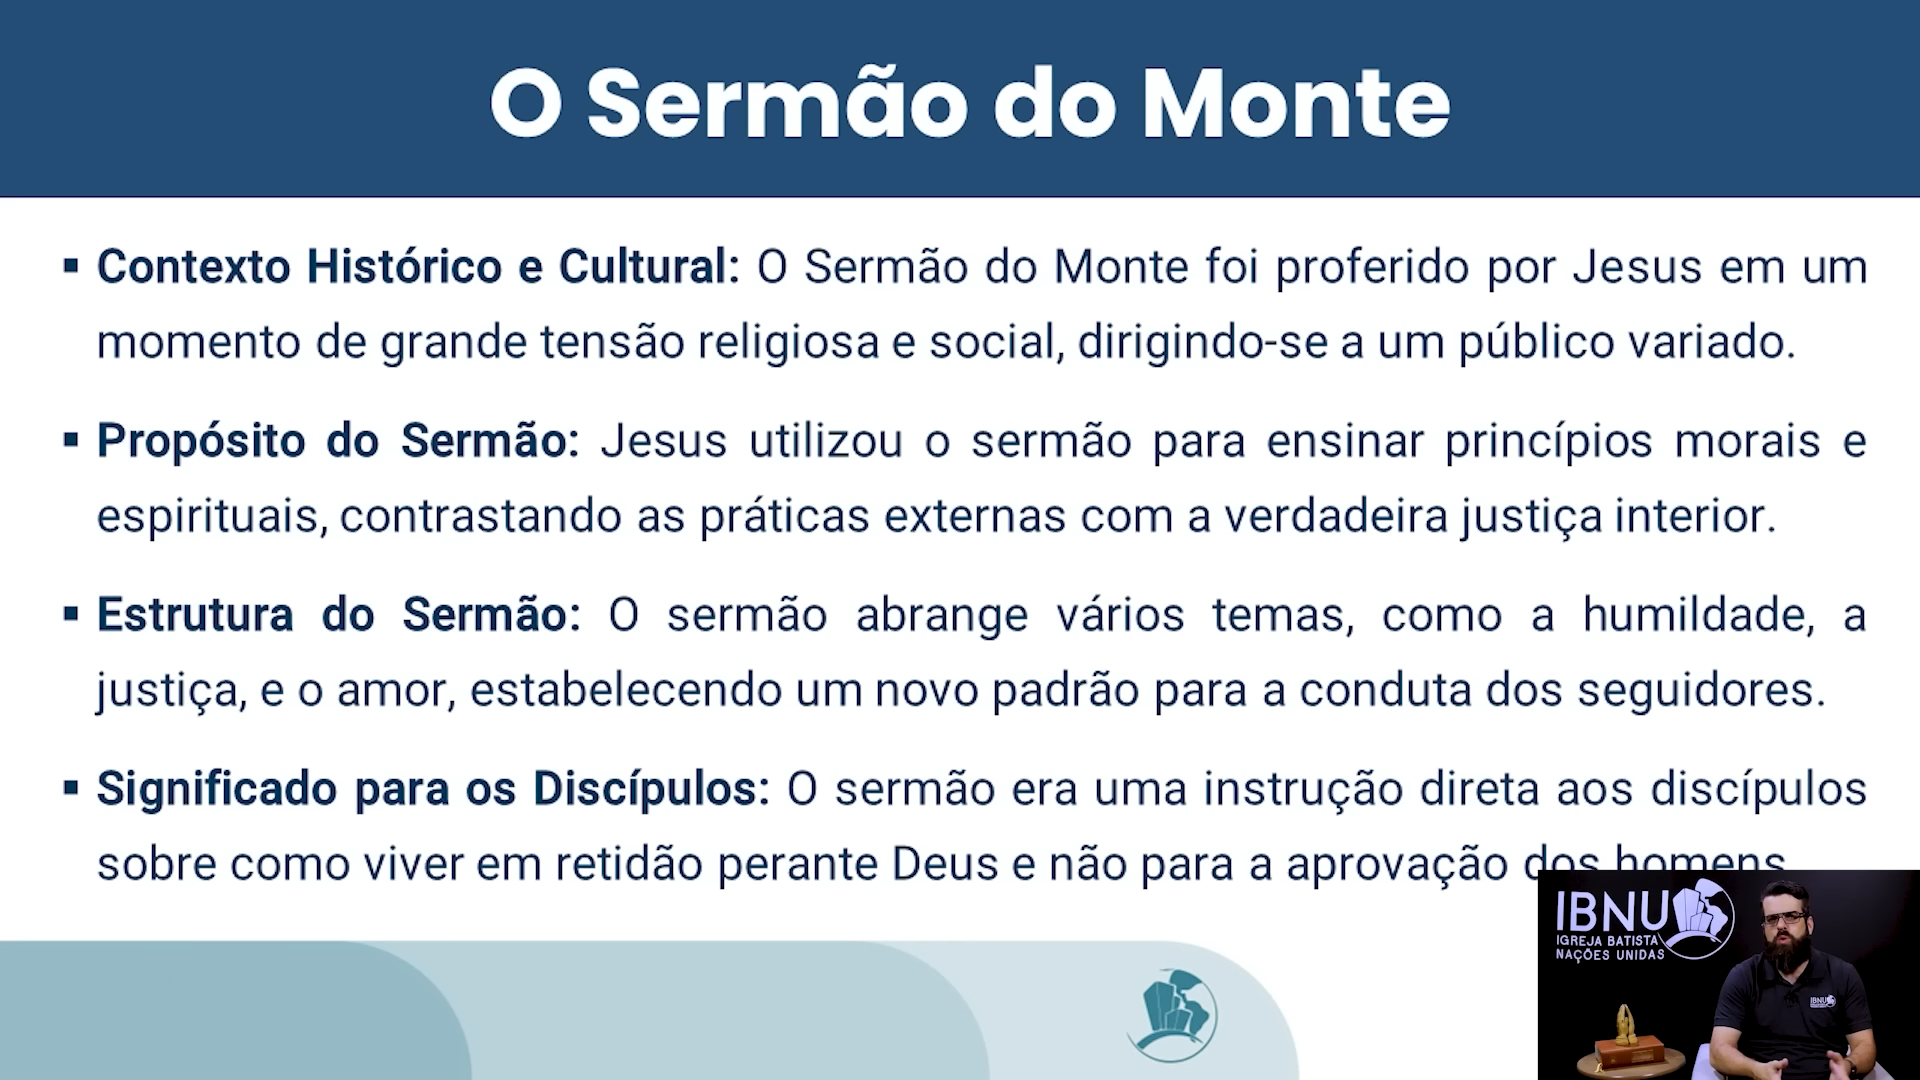 O Sermão do Monte
▪ Contexto Histórico e Cultural: O Sermão do Monte foi proferido por Jesus em um
momento de grande tensão religiosa e social, dirigindo-se a um público variado.
▪ Propósito do Sermão: Jesus utilizou o sermão para ensinar princípios morais e
espirituais, contrastando as práticas externas com a verdadeira justiça interior.
▪ Estrutura do Sermão: O sermão abrange vários temas, como a humildade, a
justiça, e o amor, estabelecendo um novo padrão para a conduta dos seguidores.
▪ Significado para os Discípulos: O sermão era uma instrução direta aos discípulos
sobre como viver em retidão perante Deus e não para a aprovação dos homens
IBNU
IGREJA BATISTA
NAÇÕES UNIDAS
IBNU